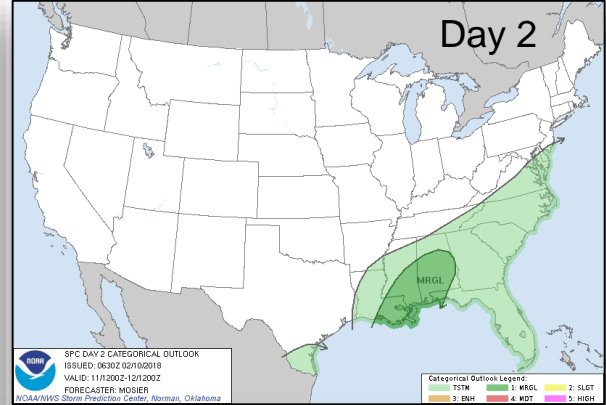 Day 2
MRGL
NOAA
SPC DAY 2 CATEGORICAL OUTLOOK
ISSUED: 0630Z 02/10/2018
VALID: 11/1200Z-12/1200Z
FORECASTER: MOSIER
NOAA/NWS Storm Prediction Center, Norman, Oklahoma
Categorical Outlook Legend:
TSTM 1: MRGL 2: SLGT
3: ENH 4: MDT 5: HIGH